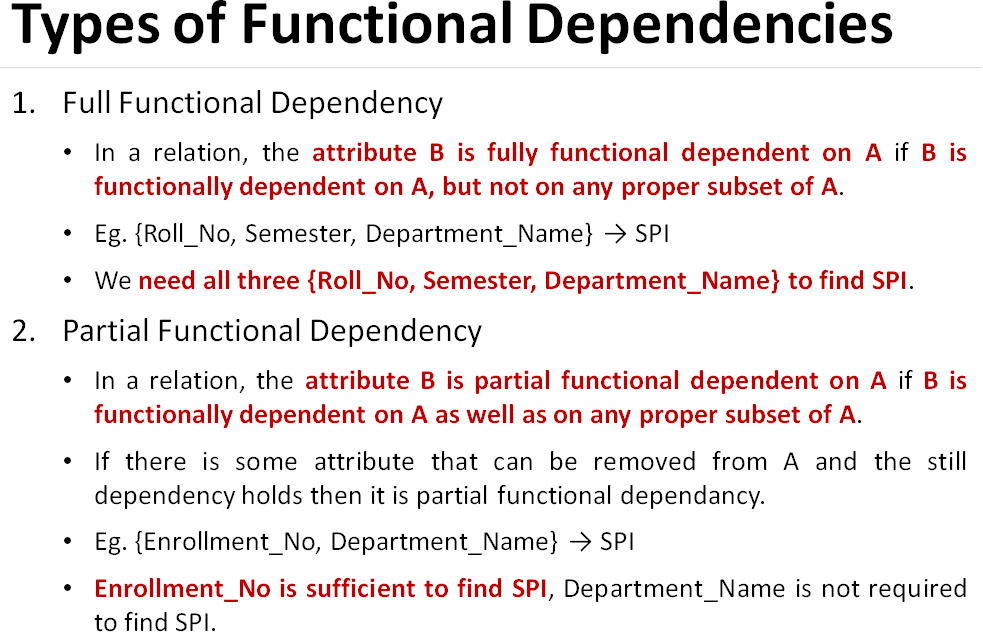 Types of Functional Dependencies
1. Full Functional Dependency
• In a relation, the attribute B is fully functional dependent on A if B is
functionally dependent on A, but not on any proper subset of A.
• Eg. {Roll_No, Semester, Department_Name} → SPI
• We need all three {Roll_No, Semester, Department_Name} to find SPI.
2. Partial Functional Dependency
• In a relation, the attribute B is partial functional dependent on A if B is
functionally dependent on A as well as on any proper subset of A.
• If there is some attribute that can be removed from A and the still
dependency holds then it is partial functional dependancy.
• Eg. {Enrollment_No, Department_Name} → SPI
• Enrollment_No is sufficient to find SPI, Department_Name is not required
to find SPI.